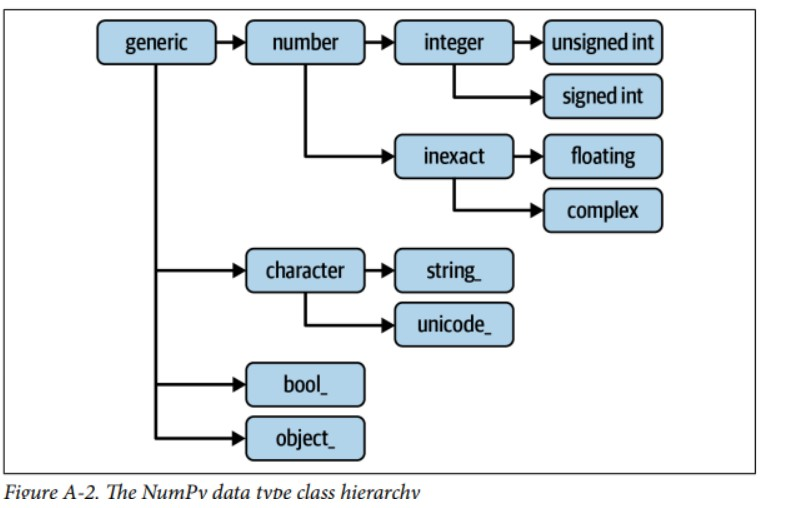 generic number integer unsigned int
signed int
inexact floating
complex
character string_
unicode_
bool_
object_
Figure A-2. The NumPy data type class hierarchy